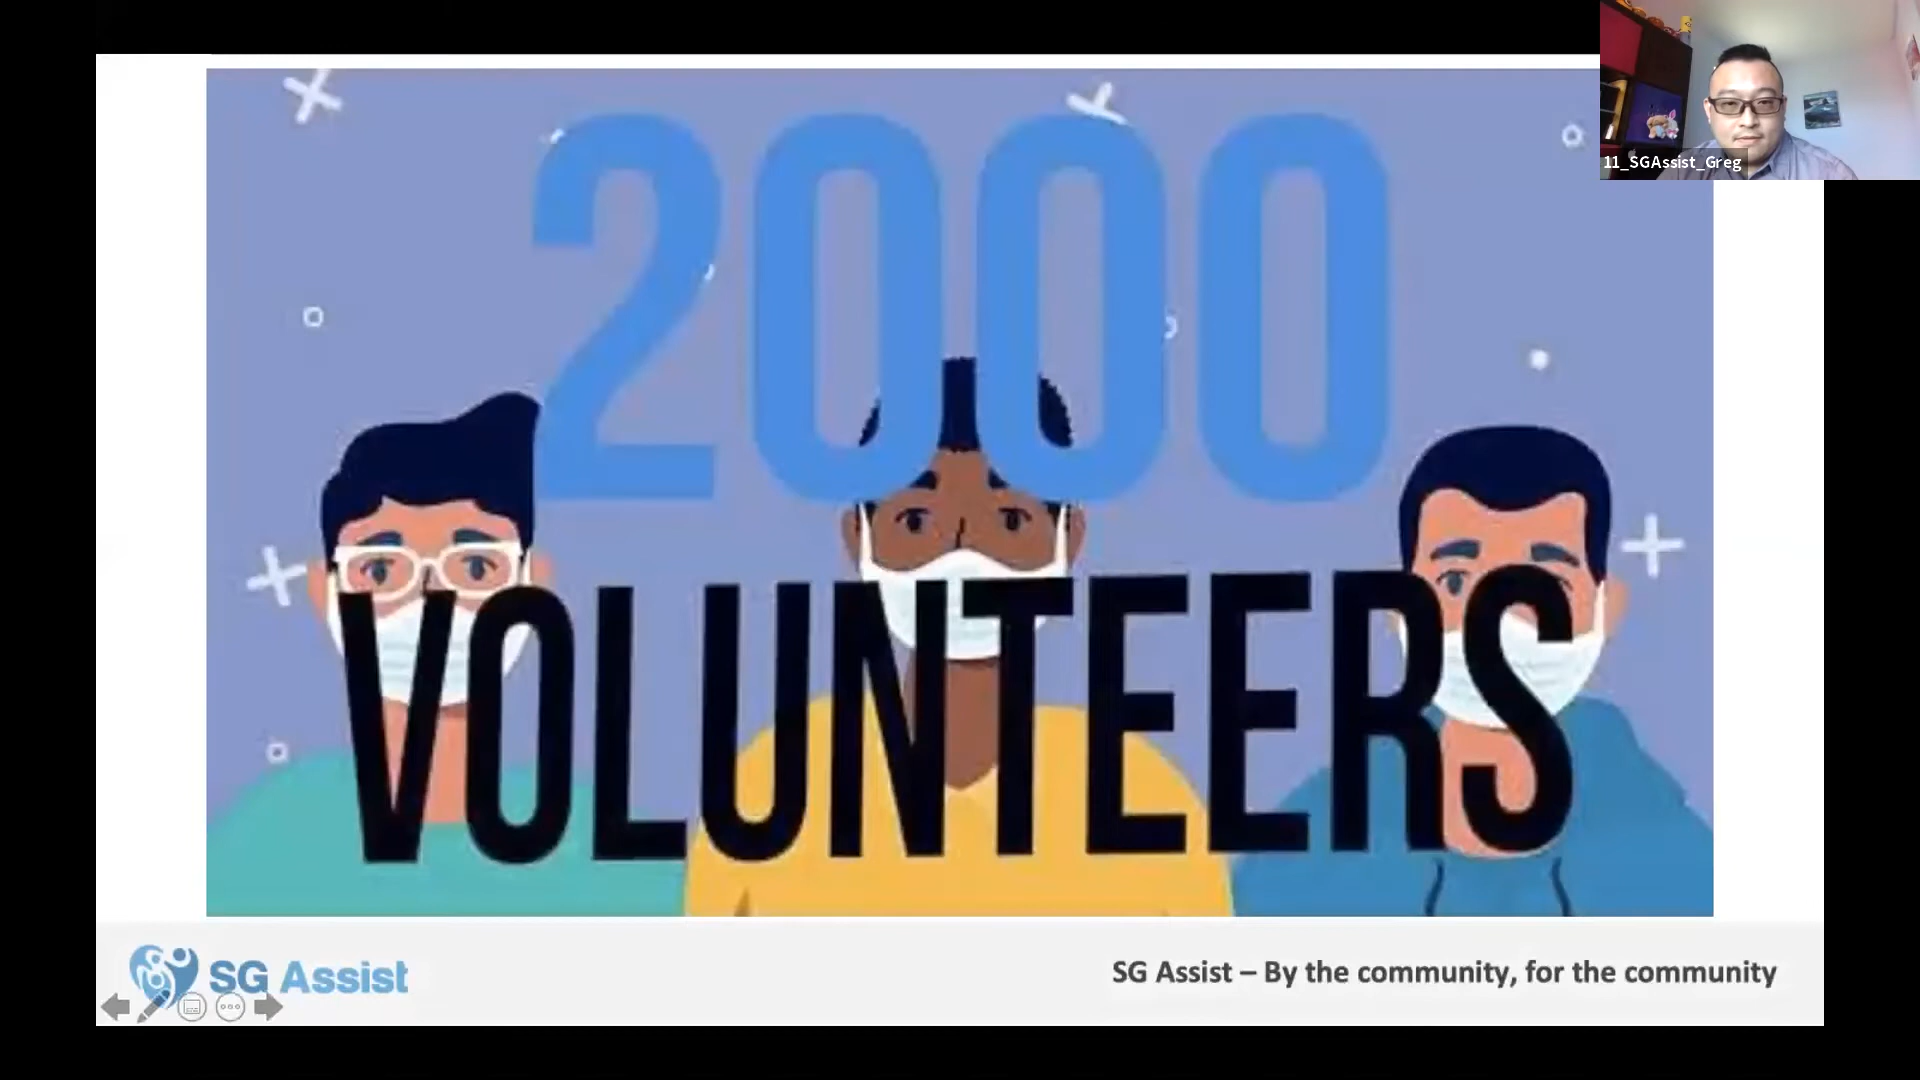 11_SGAssist_Greg
2000
VOLUNTEERS
SG Assist
SG Assist – By the community, for the community